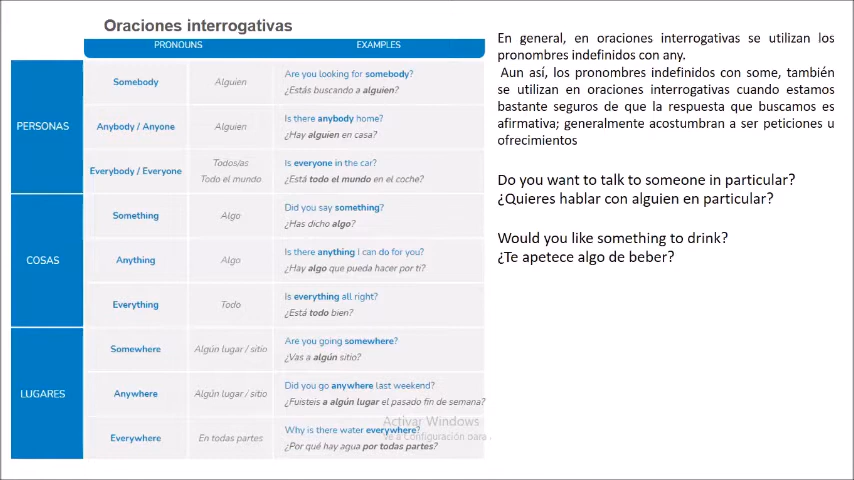 Oraciones interrogativas
PRONOUNS EXAMPLES
PERSONAS
Somebody Alguien Are you looking for somebody?
¿Estás buscando a alguien?
Anybody / Anyone Alguien Is there anybody home?
¿Hay alguien en casa?
Everybody / Everyone Todos/as Is everyone in the car?
Todo el mundo ¿Está todo el mundo en el coche?
COSAS
Something Algo Did you say something?
¿Has dicho algo?
Anything Algo Is there anything I can do for you?
¿Hay algo que pueda hacer por ti?
Everything Todo Is everything all right?
¿Está todo bien?
LUGARES
Somewhere Algún lugar / sitio Are you going somewhere?
¿Vas a algún sitio?
Anywhere Algún lugar / sitio Did you go anywhere last weekend?
¿Fuisteis a algún lugar el pasado fin de semana?
Everywhere En todas partes Why is there water everywhere?
¿Por qué hay agua por todas partes?
En general, en oraciones interrogativas se utilizan los
pronombres indefinidos con any.
Aun así, los pronombres indefinidos con some, también
se utilizan en oraciones interrogativas cuando estamos
bastante seguros de que la respuesta que buscamos es
afirmativa; generalmente acostumbran a ser peticiones u
ofrecimientos
Do you want to talk to someone in particular?
¿Quieres hablar con alguien en particular?
Would you like something to drink?
¿Te apetece algo de beber?
Activar Windows
Ve a Configuración para